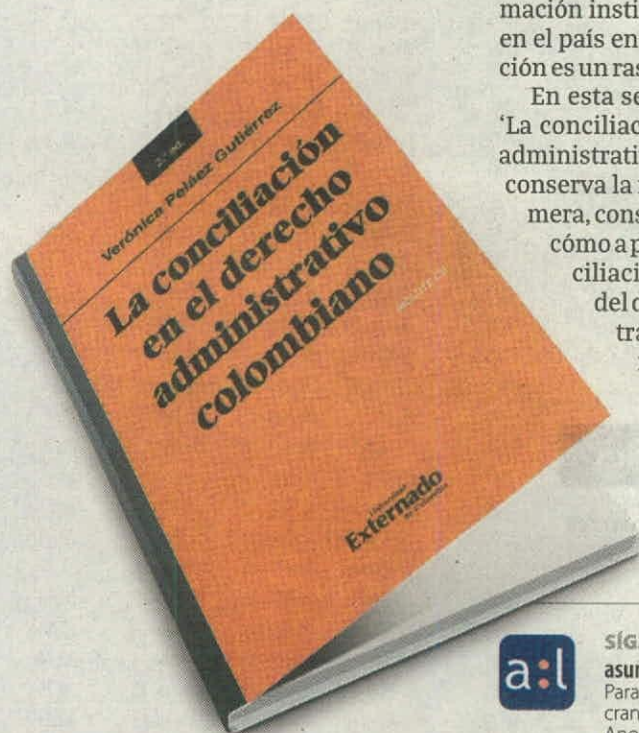 2.ª ed.
Verónica Peláez Gutiérrez
La conciliación
en el derecho
administrativo
colombiano
Universidad
Externado
de Colombia
mación insti
en el país en
ción es un ras
En esta se
‘La conciliac
administrati
conserva la
mera, cons
cómo a p
ciliaci
del d
tra
a:l
SÍG
asun
Para
cran